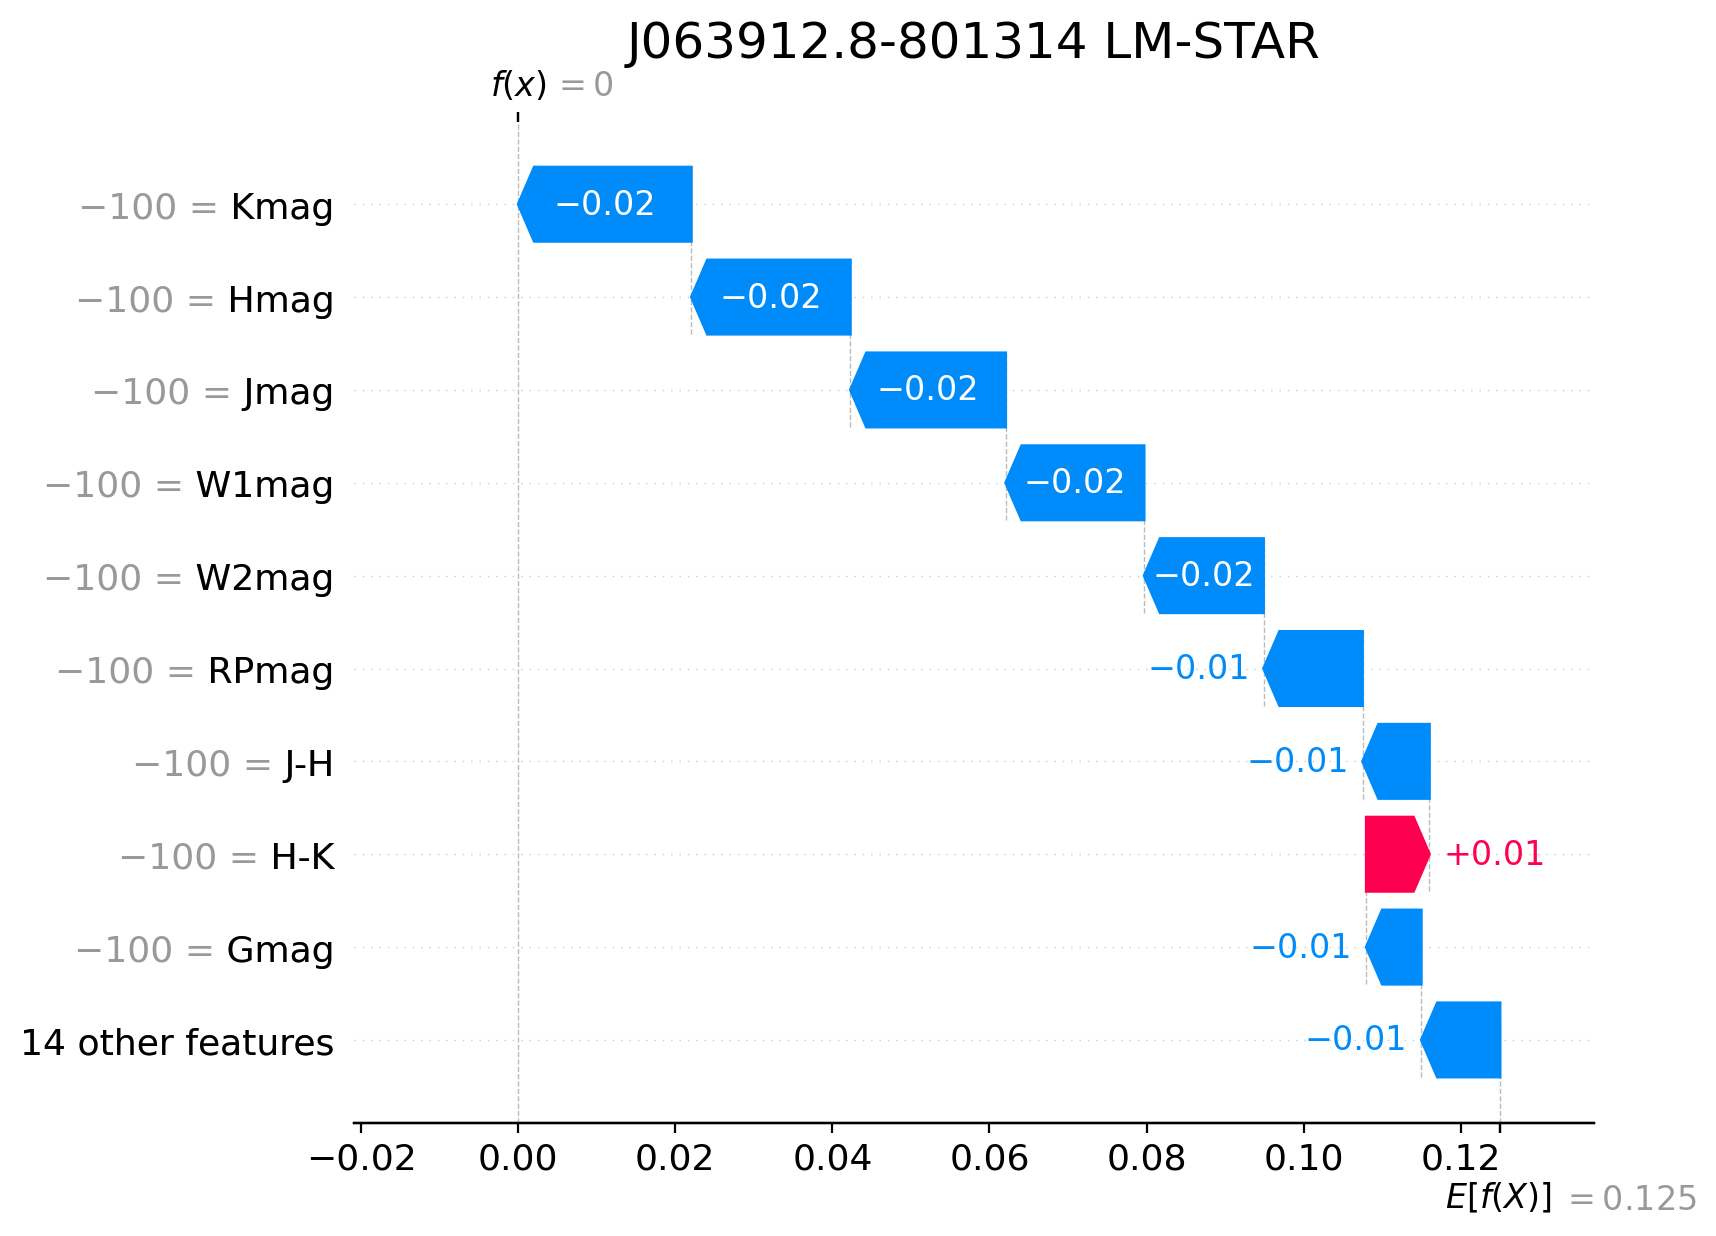 J063912.8-801314 LM-STAR
f(x) = 0
−100 = Kmag −0.02
−100 = Hmag −0.02
−100 = Jmag −0.02
−100 = W1mag −0.02
−100 = W2mag −0.02
−100 = RPmag −0.01
−100 = J-H −0.01
−100 = H-K +0.01
−100 = Gmag −0.01
14 other features −0.01
−0.02 0.00 0.02 0.04 0.06 0.08 0.10 0.12
E[f(X)] = 0.125